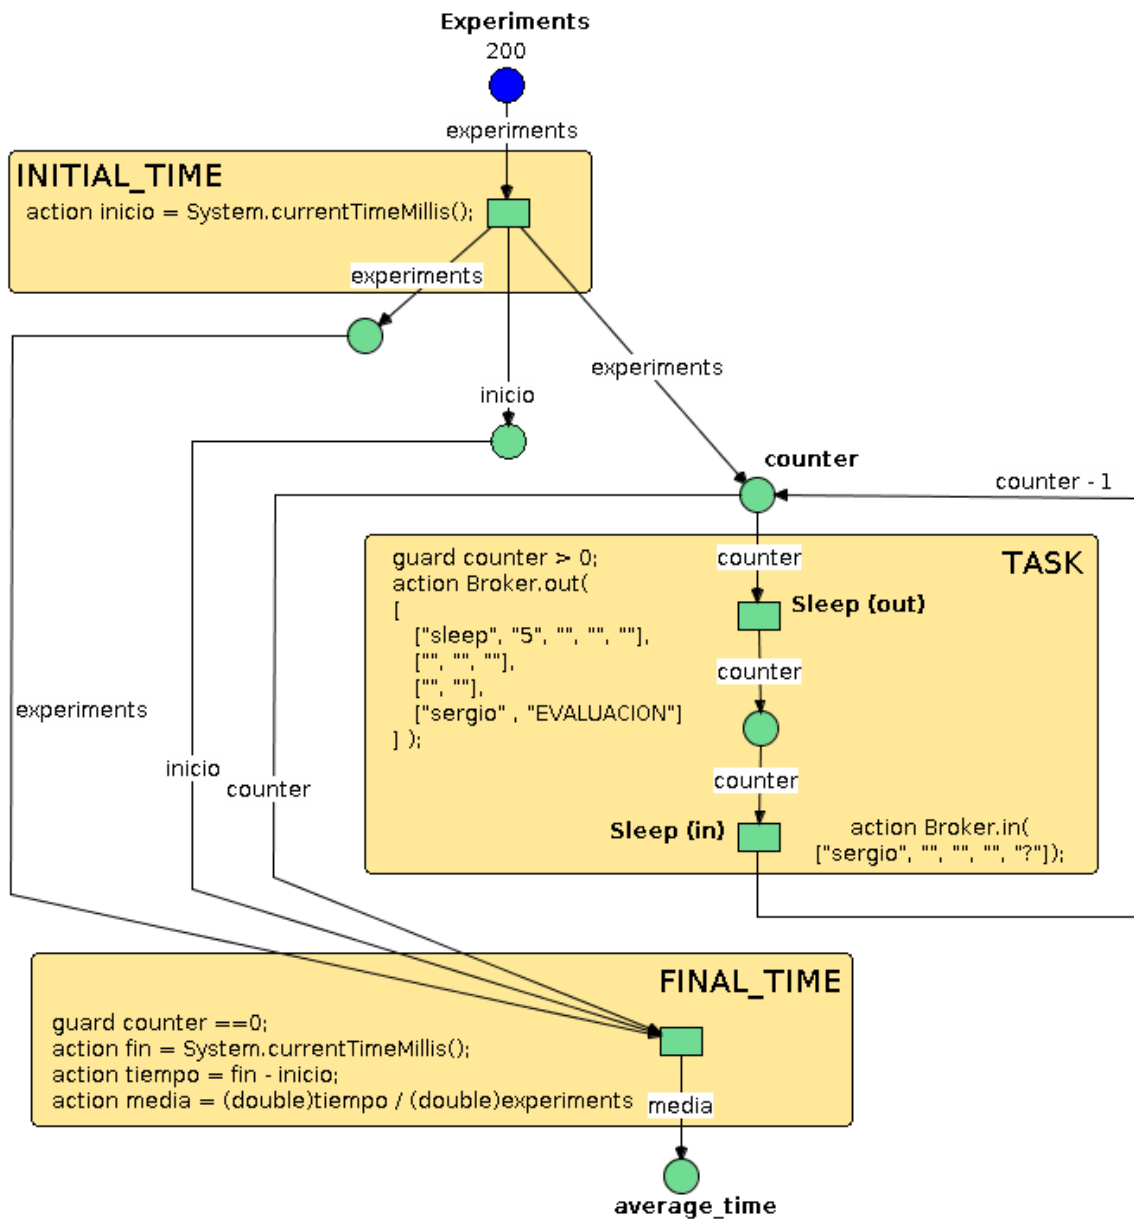 Experiments
200
experiments
INITIAL_TIME
action inicio = System.currentTimeMillis();
experiments
experiments
inicio
counter
counter - 1
guard counter > 0;
action Broker.out(
[
["sleep", "5", "", "", ""],
["", "", ""],
["", ""],
["sergio" , "EVALUACION"]
] );
counter
TASK
Sleep (out)
counter
counter
experiments
inicio
counter
Sleep (in)
action Broker.in(
["sergio", "", "", "", "?"]);
FINAL_TIME
guard counter ==0;
action fin = System.currentTimeMillis();
action tiempo = fin - inicio;
action media = (double)tiempo / (double)experiments
media
average_time